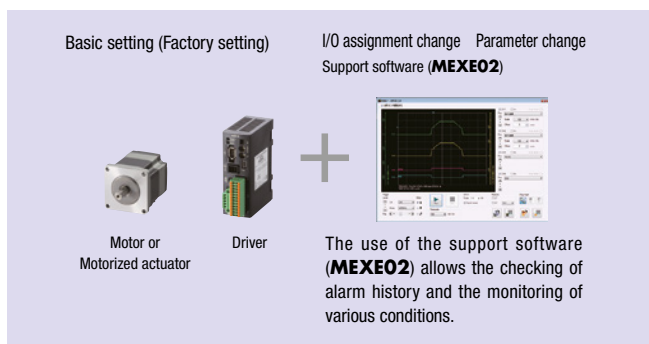 Basic setting (Factory setting)
I/O assignment change Parameter change
Support software (MEXE02)
Motor or
Motorized actuator
Driver
The use of the support software
(MEXE02) allows the checking of
alarm history and the monitoring of
various conditions.